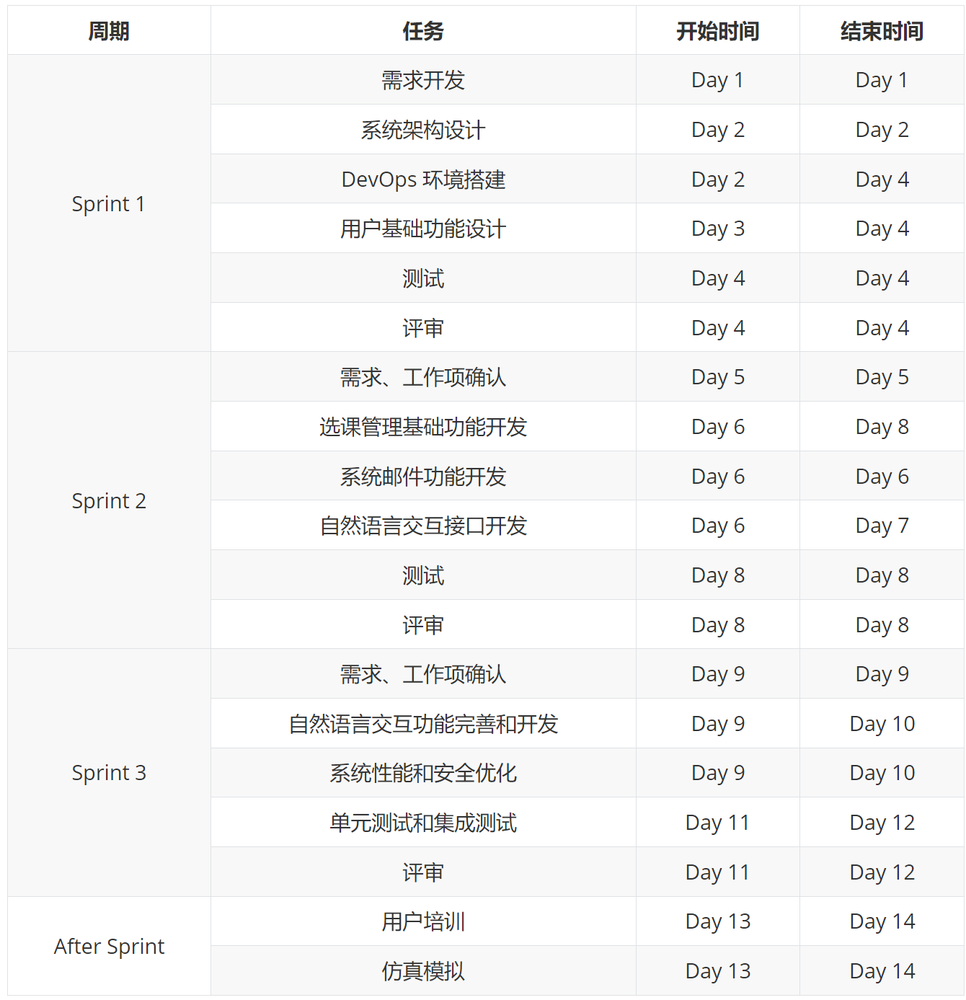 周期 任务 开始时间 结束时间
Sprint 1
需求开发 Day 1 Day 1
系统架构设计 Day 2 Day 2
DevOps 环境搭建 Day 2 Day 4
用户基础功能设计 Day 3 Day 4
测试 Day 4 Day 4
评审 Day 4 Day 4
Sprint 2
需求、工作项确认 Day 5 Day 5
选课管理基础功能开发 Day 6 Day 8
系统邮件功能开发 Day 6 Day 6
自然语言交互接口开发 Day 6 Day 7
测试 Day 8 Day 8
评审 Day 8 Day 8
Sprint 3
需求、工作项确认 Day 9 Day 9
自然语言交互功能完善和开发 Day 9 Day 10
系统性能和安全优化 Day 9 Day 10
单元测试和集成测试 Day 11 Day 12
评审 Day 11 Day 12
After Sprint
用户培训 Day 13 Day 14
仿真模拟 Day 13 Day 14